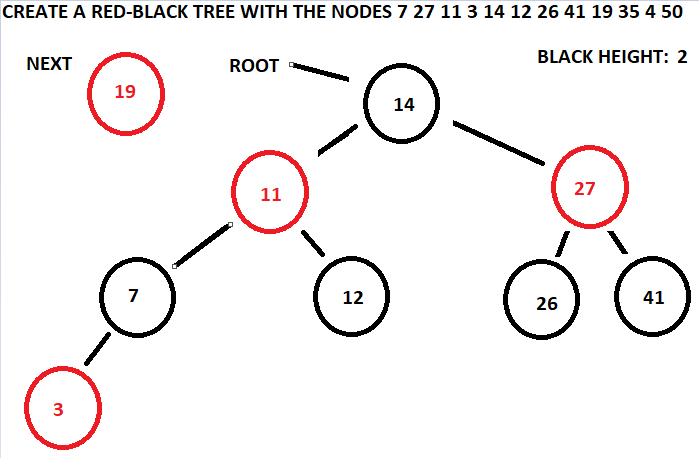 CREATE A RED-BLACK TREE WITH THE NODES 7 27 11 3 14 12 26 41 19 35 4 50
NEXT
ROOT
BLACK HEIGHT: 2
19
14
11
27
7
12
26
41
3